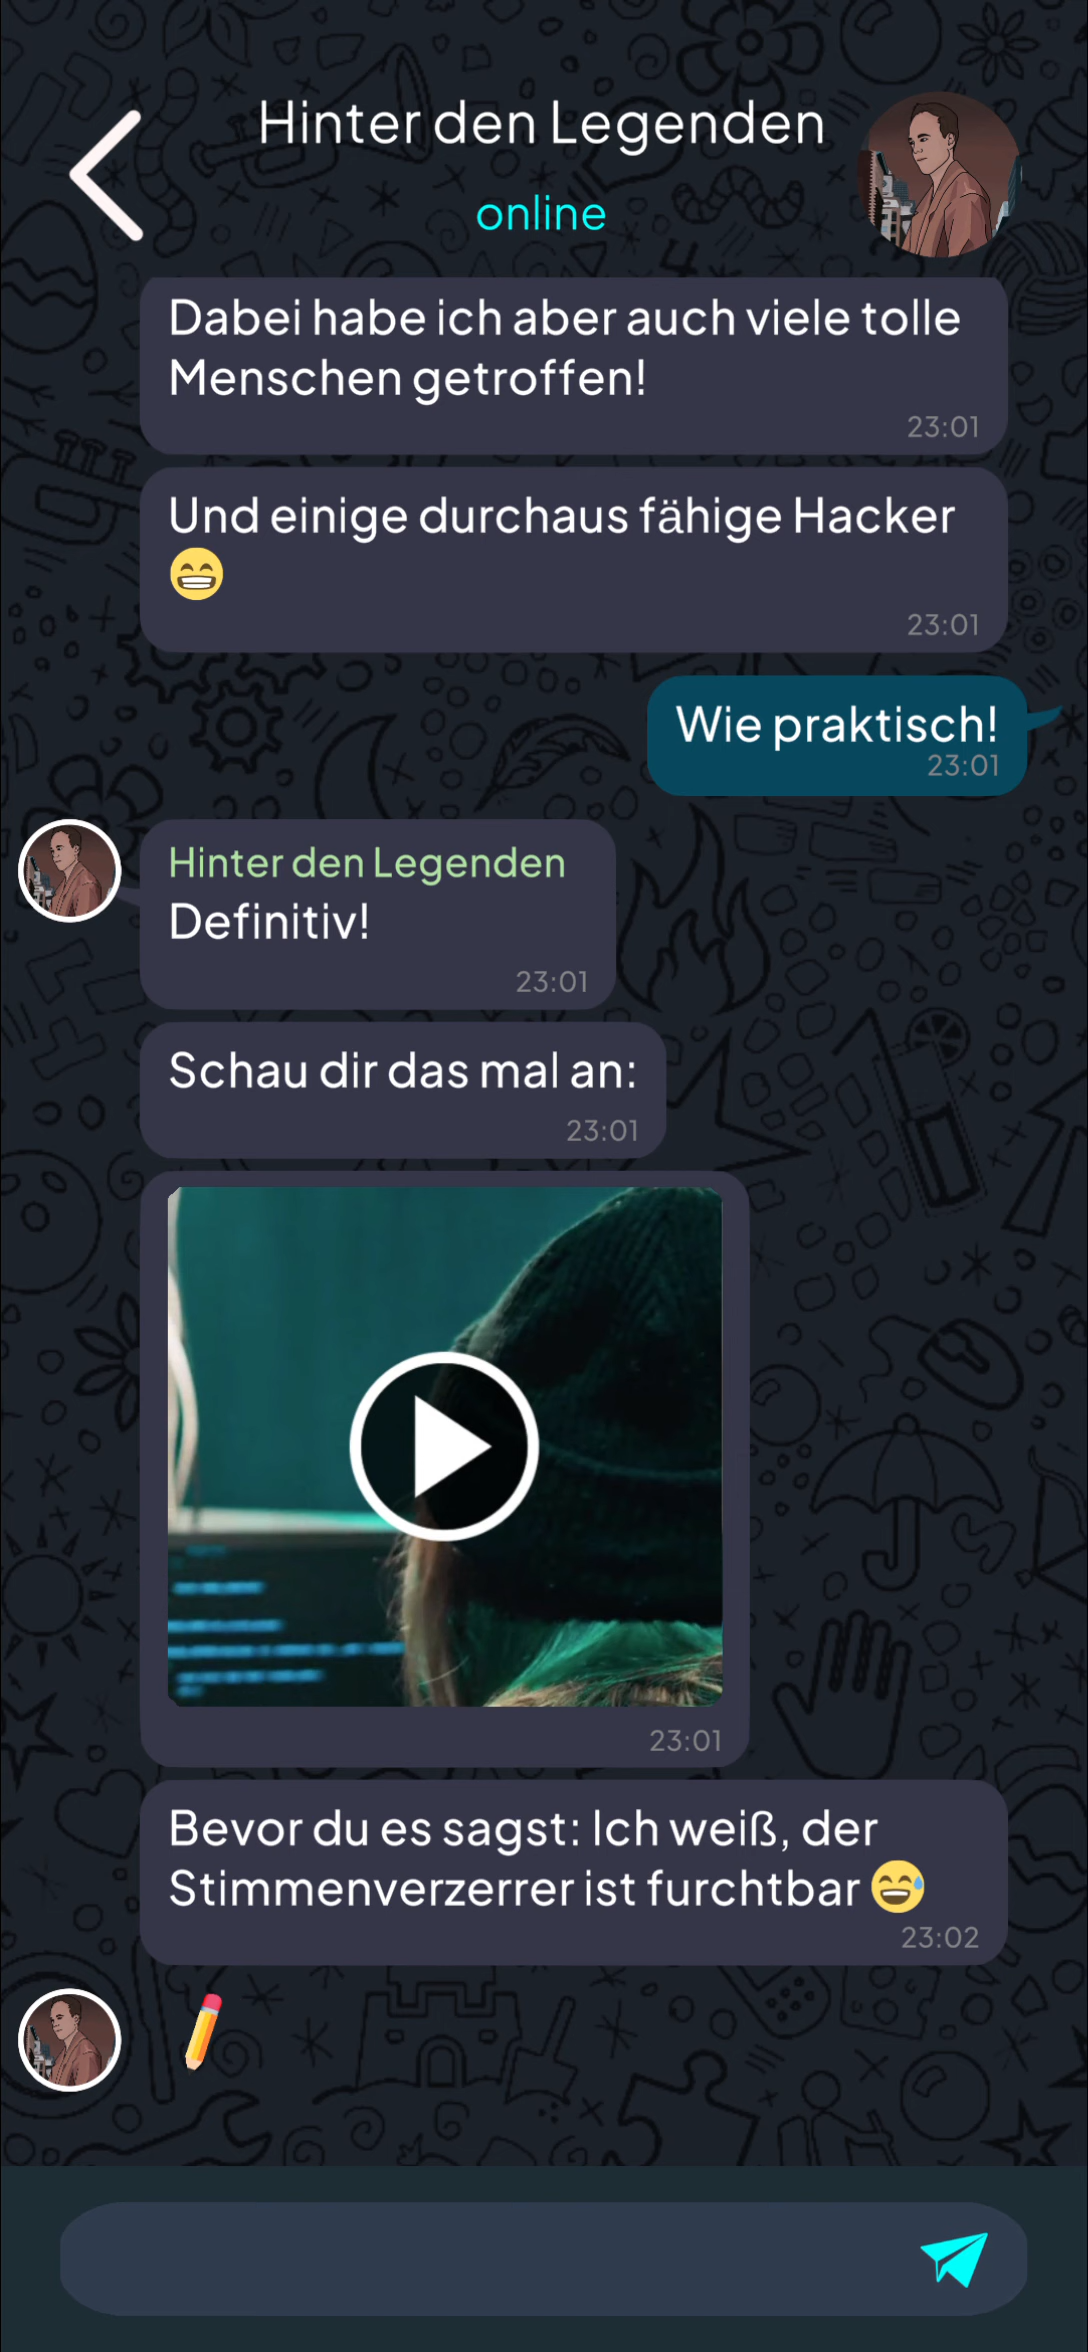 Hinter den Legenden
online
Dabei habe ich aber auch viele tolle
Menschen getroffen!
23:01
Und einige durchaus fähige Hacker
😁
23:01
Wie praktisch!
23:01
Hinter den Legenden
Definitiv!
23:01
Schau dir das mal an:
23:01
23:01
Bevor du es sagst: Ich weiß, der
Stimmenverzerrer ist furchtbar 😅
23:02